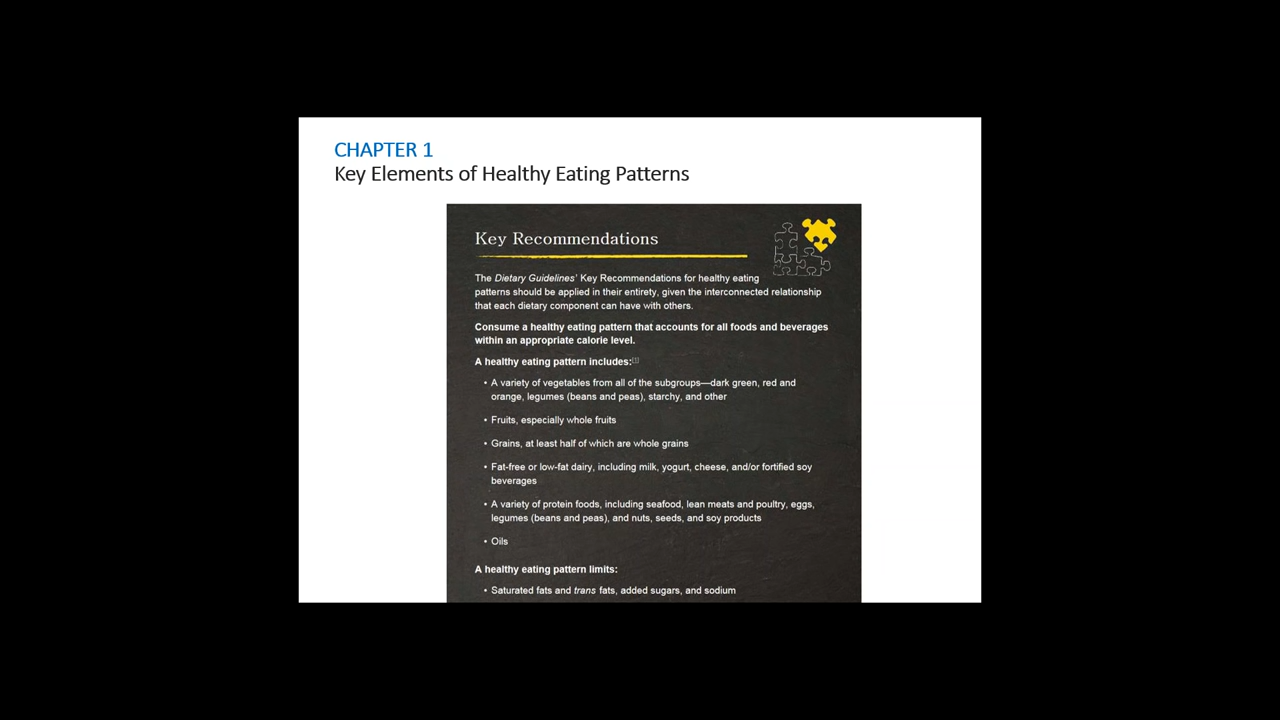 CHAPTER 1
Key Elements of Healthy Eating Patterns
Key Recommendations
The Dietary Guidelines' Key Recommendations for healthy eating
patterns should be applied in their entirety, given the interconnected relationship
that each dietary component can have with others.
Consume a healthy eating pattern that accounts for all foods and beverages
within an appropriate calorie level.
A healthy eating pattern includes:[1]
• A variety of vegetables from all of the subgroups—dark green, red and
orange, legumes (beans and peas), starchy, and other
• Fruits, especially whole fruits
• Grains, at least half of which are whole grains
• Fat-free or low-fat dairy, including milk, yogurt, cheese, and/or fortified soy
beverages
• A variety of protein foods, including seafood, lean meats and poultry, eggs,
legumes (beans and peas), and nuts, seeds, and soy products
• Oils
A healthy eating pattern limits:
• Saturated fats and trans fats, added sugars, and sodium